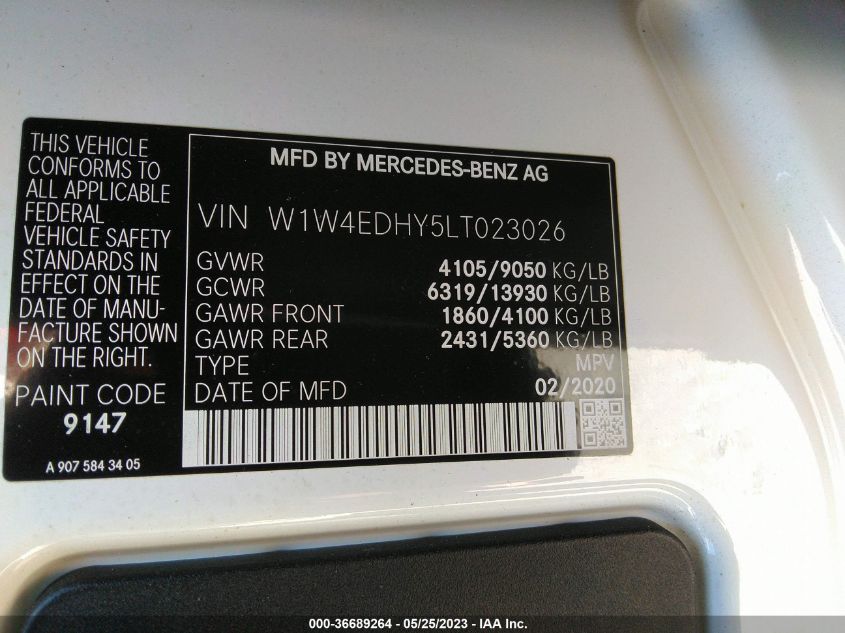 THIS VEHICLE
CONFORMS TO
ALL APPLICABLE
FEDERAL
VEHICLE SAFETY
STANDARDS IN
EFFECT ON THE
DATE OF MANU-
FACTURE SHOWN
ON THE RIGHT.
PAINT CODE
9147
A 907 584 34 05
MFD BY MERCEDES-BENZ AG
VIN W1W4EDHY5LT023026
GVWR 4105/9050 KG/LB
GCWR 6319/13930 KG/LB
GAWR FRONT 1860/4100 KG/LB
GAWR REAR 2431/5360 KG/LB
TYPE MPV
DATE OF MFD 02/2020
000-36689264 - 05/25/2023 - IAA Inc.